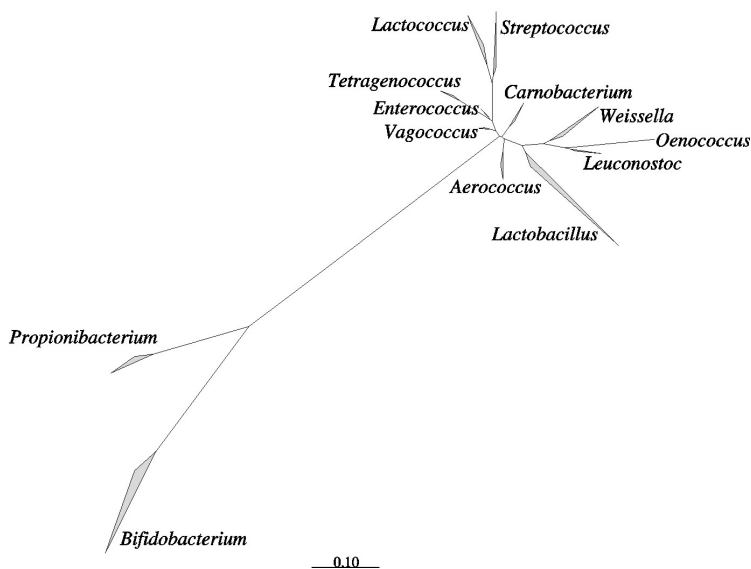 Lactococcus
Streptococcus
Tetragenococcus
Carnobacterium
Enterococcus
Weissella
Vagococcus
Oenococcus
Leuconostoc
Aerococcus
Lactobacillus
Propionibacterium
Bifidobacterium
0.10